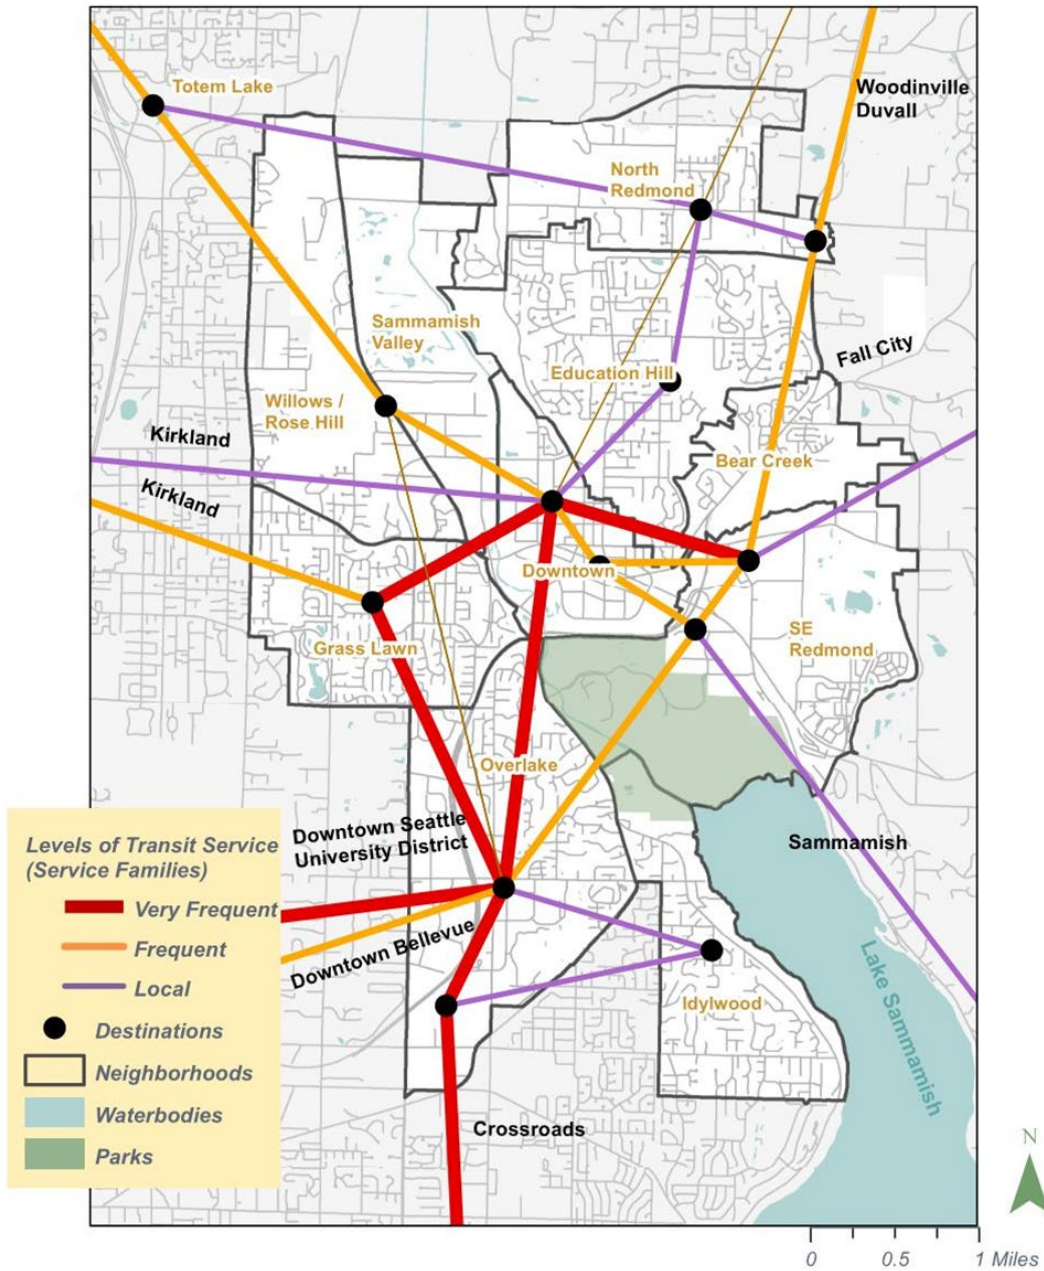 Totem Lake
Woodinville
Duvall
North
Redmond
Sammamish
Valley
Fall City
Education Hill
Willows /
Rose Hill
Kirkland
Bear Creek
Kirkland
Downtown
SE
Redmond
Grass Lawn
Overlake
Downtown Seattle
University District
Sammamish
Downtown Bellevue
Idylwood
Lake Sammamish
Crossroads
Levels of Transit Service
(Service Families)
Very Frequent
Frequent
Local
Destinations
Neighborhoods
Waterbodies
Parks
N
0 0.5 1 Miles